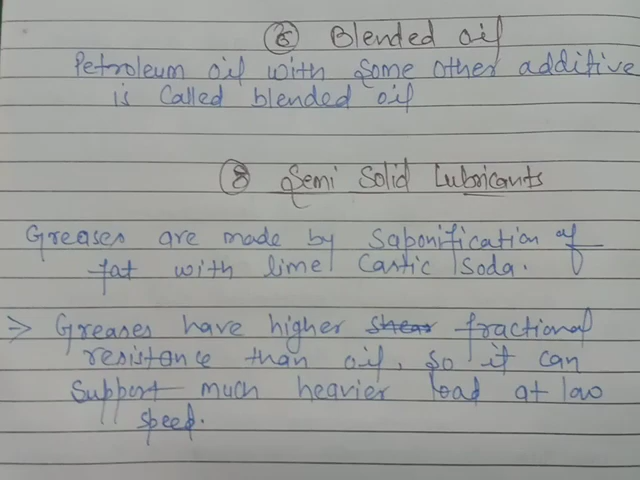 ⑥ Blended oil
Petroleum oil with some other additive
is called blended oil
⑧ Semi Solid Lubricants
Greases are made by Saponification of
fat with lime Castic Soda.
⇒ Greases have higher shear fractional
resistance than oil, so it can
Support much heavier load at low
speed.